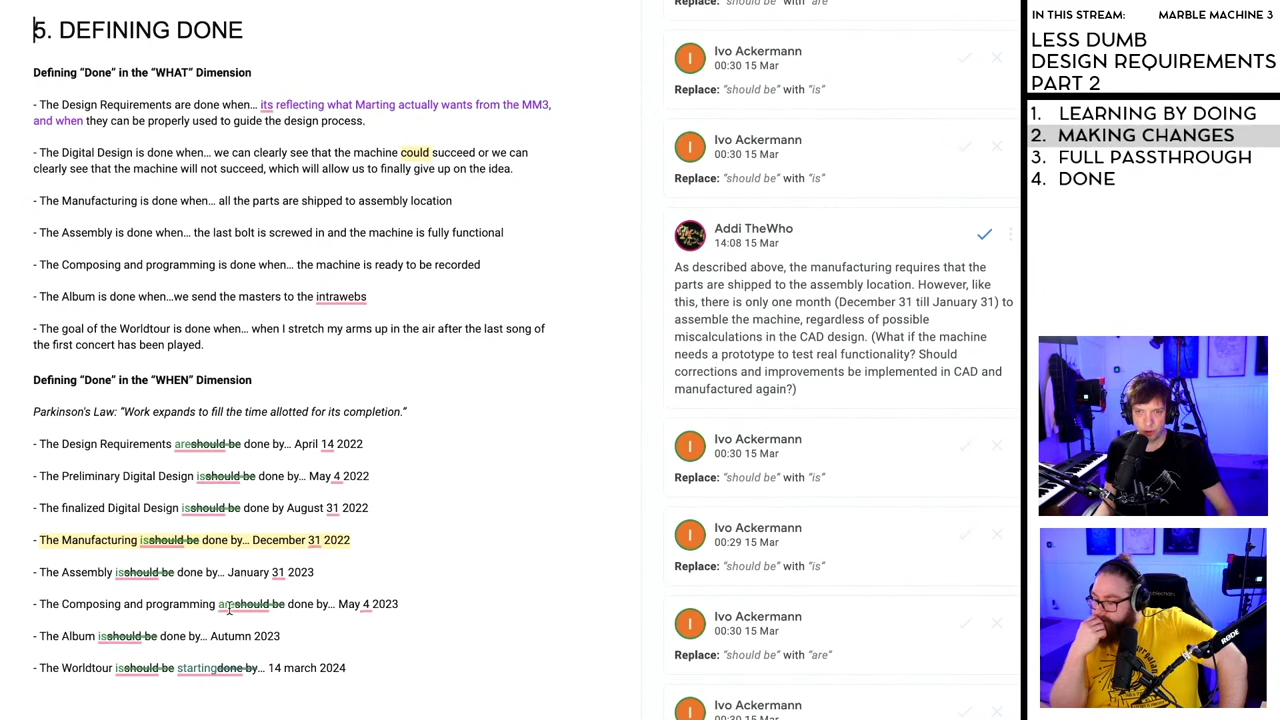 5. DEFINING DONE
Defining “Done” in the “WHAT” Dimension
- The Design Requirements are done when… its reflecting what Marting actually wants from the MM3,
and when they can be properly used to guide the design process.
- The Digital Design is done when… we can clearly see that the machine could succeed or we can
clearly see that the machine will not succeed, which will allow us to finally give up on the idea.
- The Manufacturing is done when… all the parts are shipped to assembly location
- The Assembly is done when… the last bolt is screwed in and the machine is fully functional
- The Composing and programming is done when… the machine is ready to be recorded
- The Album is done when…we send the masters to the intrawebs
- The goal of the Worldtour is done when… when I stretch my arms up in the air after the last song of
the first concert has been played.
Defining “Done” in the “WHEN” Dimension
Parkinson's Law: “Work expands to fill the time allotted for its completion.”
- The Design Requirements areshould be done by… April 14 2022
- The Preliminary Digital Design isshould be done by… May 4 2022
- The finalized Digital Design isshould be done by August 31 2022
- The Manufacturing isshould be done by… December 31 2022
- The Assembly isshould be done by… January 31 2023
- The Composing and programming areshould be done by… May 4 2023
- The Album isshould be done by… Autumn 2023
- The Worldtour isshould be startingdone by… 14 march 2024
"should be" with "are"
Ivo Ackermann
00:30 15 Mar
Replace: “should be” with “is”
Ivo Ackermann
00:30 15 Mar
Replace: “should be” with “is”
Addi TheWho
14:08 15 Mar
As described above, the manufacturing requires that the
parts are shipped to the assembly location. However, like
this, there is only one month (December 31 till January 31) to
assemble the machine, regardless of possible
miscalculations in the CAD design. (What if the machine
needs a prototype to test real functionality? Should
corrections and improvements be implemented in CAD and
manufactured again?)
Ivo Ackermann
00:30 15 Mar
Replace: “should be” with “is”
Ivo Ackermann
00:29 15 Mar
Replace: “should be” with “is”
Ivo Ackermann
00:30 15 Mar
Replace: “should be” with “are”
Ivo Ackermann
00:30 15 Mar
IN THIS STREAM: MARBLE MACHINE 3
LESS DUMB
DESIGN REQUIREMENTS
PART 2
1. LEARNING BY DOING
2. MAKING CHANGES
3. FULL PASSTHROUGH
4. DONE
RØDE